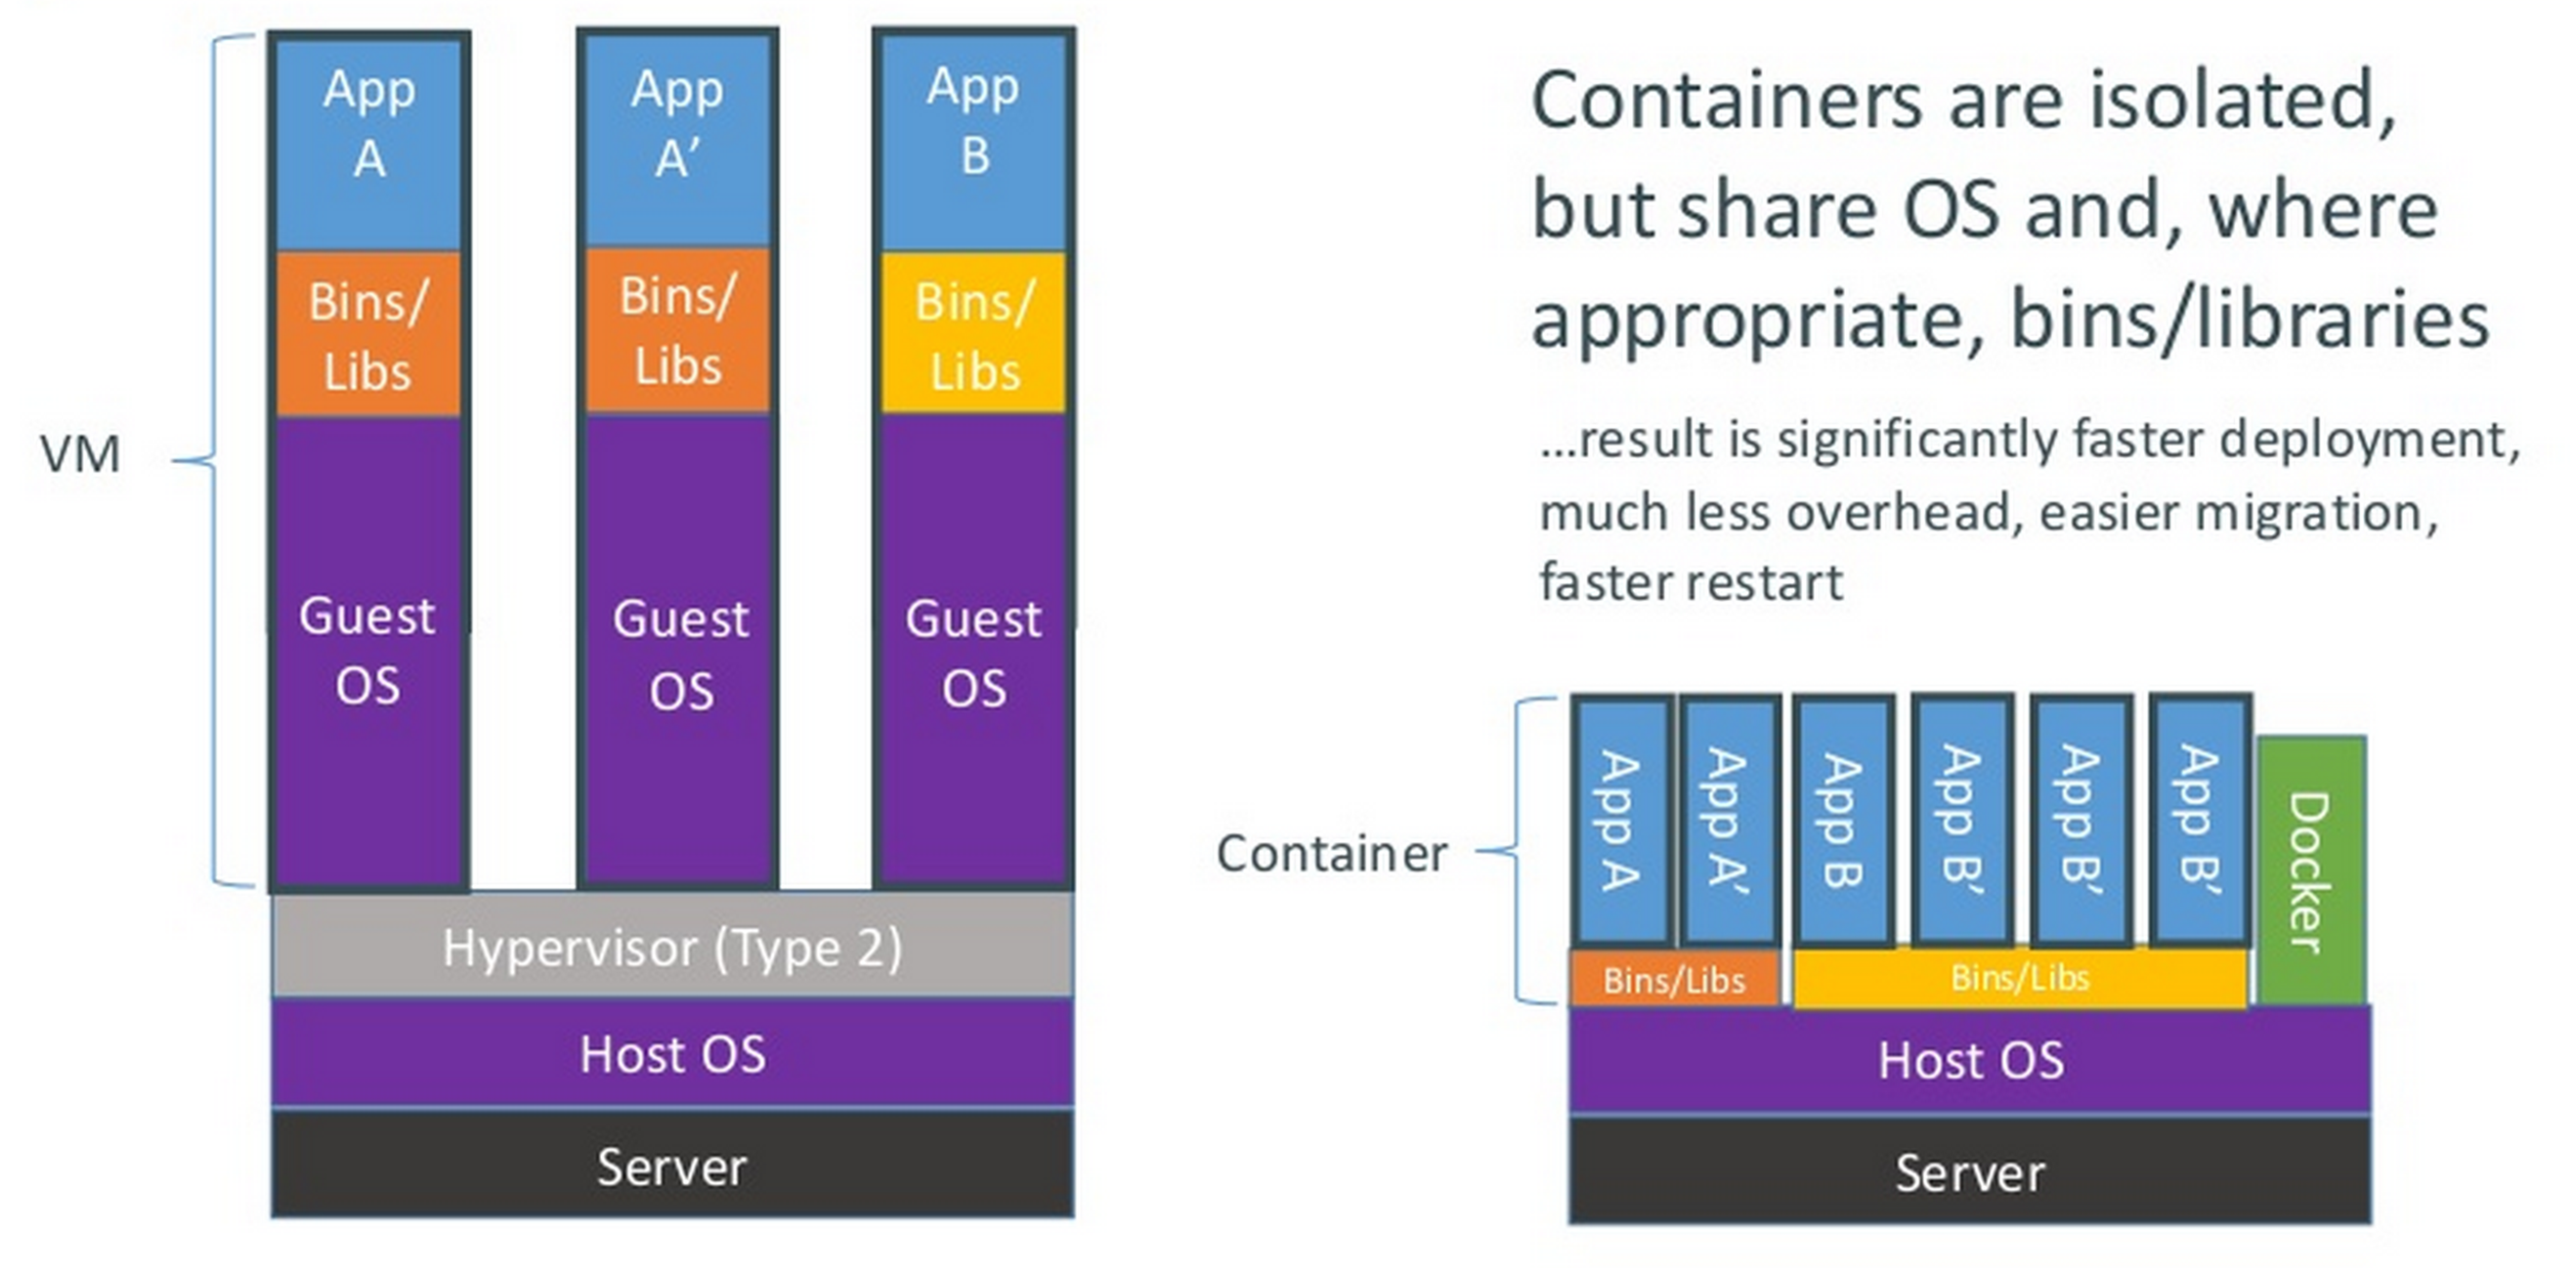 VM
App
A
Bins/
Libs
Guest
OS
App
A’
Bins/
Libs
Guest
OS
App
B
Bins/
Libs
Guest
OS
Hypervisor (Type 2)
Host OS
Server
Containers are isolated,
but share OS and, where
appropriate, bins/libraries
...result is significantly faster deployment,
much less overhead, easier migration,
faster restart
Container
App A
App A’
App B
App B’
App B’
App B’
Docker
Bins/Libs
Bins/Libs
Host OS
Server